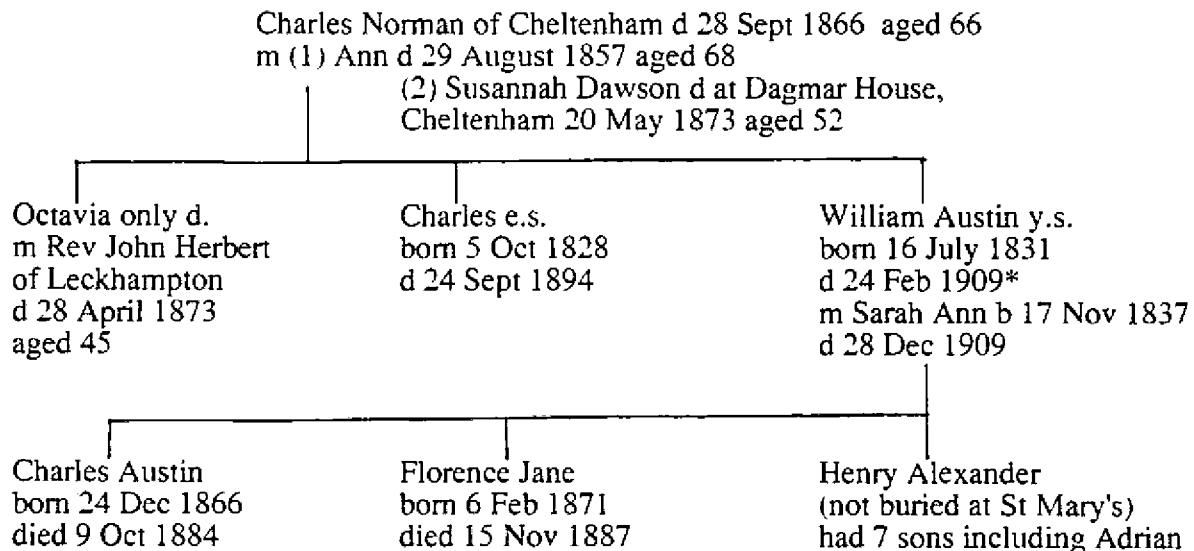 Charles Norman of Cheltenham d 28 Sept 1866 aged 66
m (1) Ann d 29 August 1857 aged 68
(2) Susannah Dawson d at Dagmar House,
Cheltenham 20 May 1873 aged 52
Octavia only d.
m Rev John Herbert
of Leckhampton
d 28 April 1873
aged 45
Charles e.s.
born 5 Oct 1828
d 24 Sept 1894
William Austin y.s.
born 16 July 1831
d 24 Feb 1909*
m Sarah Ann b 17 Nov 1837
d 28 Dec 1909
Charles Austin
born 24 Dec 1866
died 9 Oct 1884
Florence Jane
born 6 Feb 1871
died 15 Nov 1887
Henry Alexander
(not buried at St Mary's)
had 7 sons including Adrian